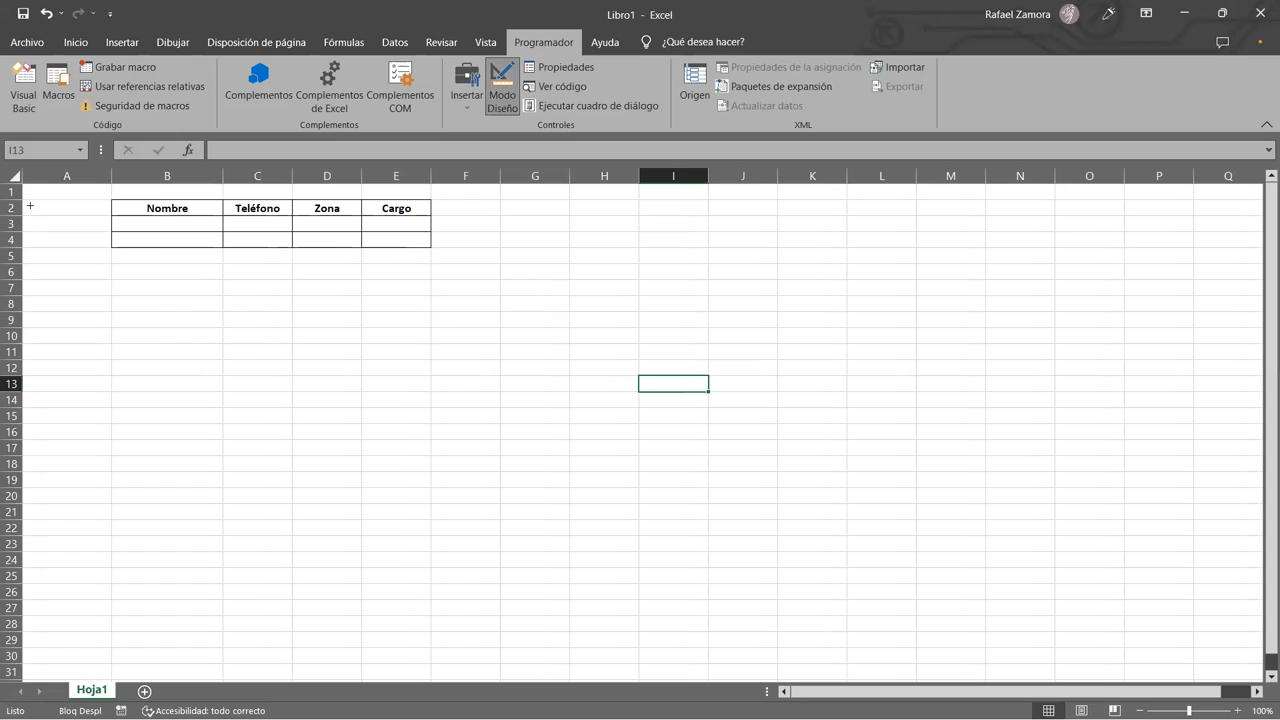 Libro1 - Excel
Rafael Zamora
Archivo Inicio Insertar Dibujar Disposición de página Fórmulas Datos Revisar Vista Programador Ayuda ¿Qué desea hacer?
Visual Basic
Macros
Grabar macro
Usar referencias relativas
Seguridad de macros
Código
Complementos
Complementos de Excel
Complementos COM
Complementos
Insertar
Modo Diseño
Propiedades
Ver código
Ejecutar cuadro de diálogo
Controles
Origen
Propiedades de la asignación
Paquetes de expansión
Actualizar datos
Importar
Exportar
XML
I13
fx
A B C D E F G H I J K L M N O P Q
1
2 Nombre Teléfono Zona Cargo
3
4
5
6
7
8
9
10
11
12
13
14
15
16
17
18
19
20
21
22
23
24
25
26
27
28
29
30
31
Hoja1
Listo Bloq Despl Accesibilidad: todo correcto 100%